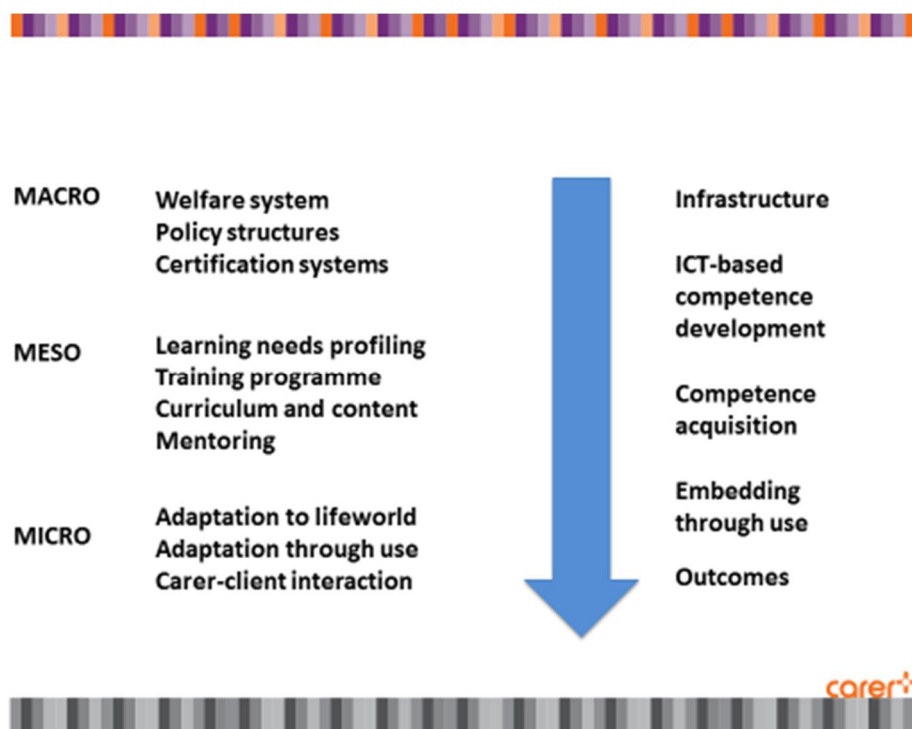 MACRO
Welfare system
Policy structures
Certification systems
MESO
Learning needs profiling
Training programme
Curriculum and content
Mentoring
MICRO
Adaptation to lifeworld
Adaptation through use
Carer-client interaction
Infrastructure
ICT-based
competence
development
Competence
acquisition
Embedding
through use
Outcomes
carer+